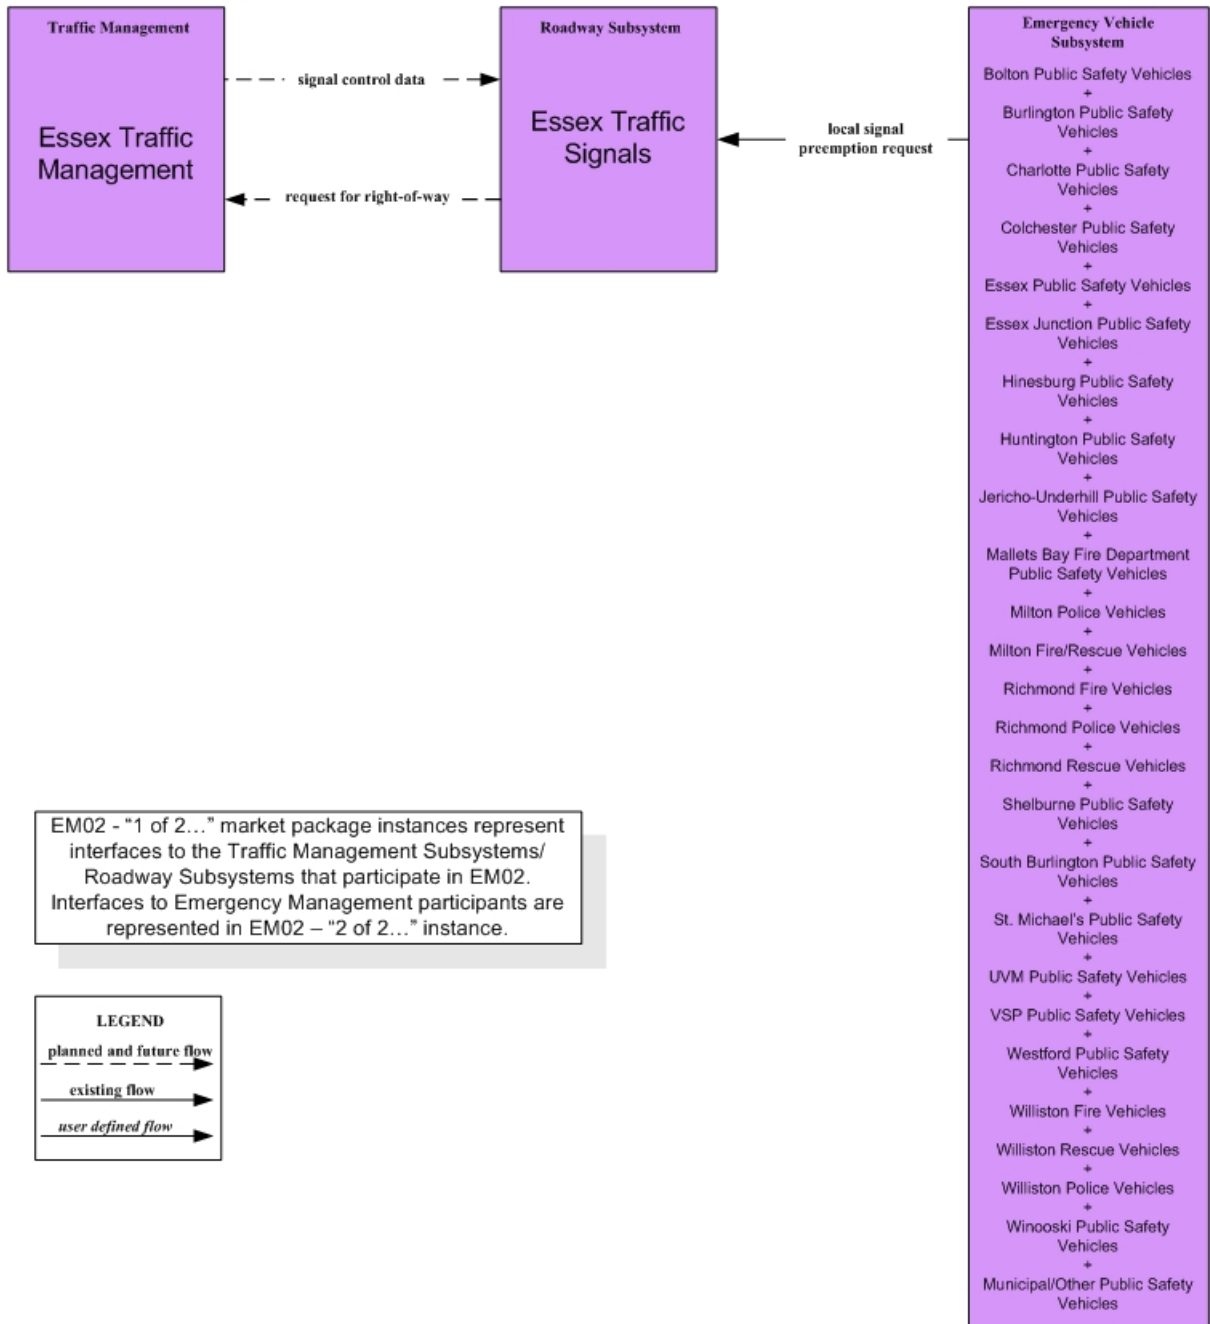 Traffic Management
Essex Traffic
Management
signal control data
request for right-of-way
Roadway Subsystem
Essex Traffic
Signals
local signal
preemption request
Emergency Vehicle
Subsystem
Bolton Public Safety Vehicles
+
Burlington Public Safety
Vehicles
+
Charlotte Public Safety
Vehicles
+
Colchester Public Safety
Vehicles
+
Essex Public Safety Vehicles
+
Essex Junction Public Safety
Vehicles
+
Hinesburg Public Safety
Vehicles
+
Huntington Public Safety
Vehicles
+
Jericho-Underhill Public Safety
Vehicles
+
Mallets Bay Fire Department
Public Safety Vehicles
+
Milton Police Vehicles
+
Milton Fire/Rescue Vehicles
+
Richmond Fire Vehicles
+
Richmond Police Vehicles
+
Richmond Rescue Vehicles
+
Shelburne Public Safety
Vehicles
+
South Burlington Public Safety
Vehicles
+
St. Michael's Public Safety
Vehicles
+
UVM Public Safety Vehicles
+
VSP Public Safety Vehicles
+
Westford Public Safety
Vehicles
+
Williston Fire Vehicles
+
Williston Rescue Vehicles
+
Williston Police Vehicles
+
Winooski Public Safety
Vehicles
+
Municipal/Other Public Safety
Vehicles
EM02 - “1 of 2…” market package instances represent
interfaces to the Traffic Management Subsystems/
Roadway Subsystems that participate in EM02.
Interfaces to Emergency Management participants are
represented in EM02 – “2 of 2…” instance.
LEGEND
planned and future flow
existing flow
user defined flow